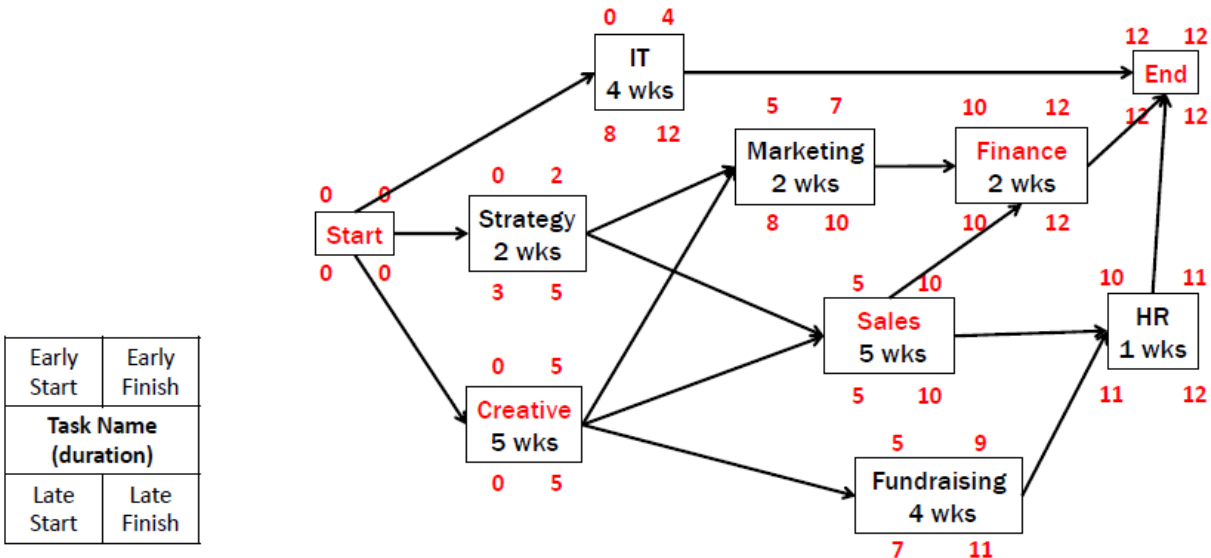 0 4
IT
4 wks
8 12
12 12
End
12 12
5 7
Marketing
2 wks
8 10
10 12
Finance
2 wks
10 12
0 0
Start
0 0
0 2
Strategy
2 wks
3 5
5 10
Sales
5 wks
5 10
10 11
HR
1 wks
11 12
0 5
Creative
5 wks
0 5
5 9
Fundraising
4 wks
7 11
Early Early
Start Finish
Task Name
(duration)
Late Late
Start Finish